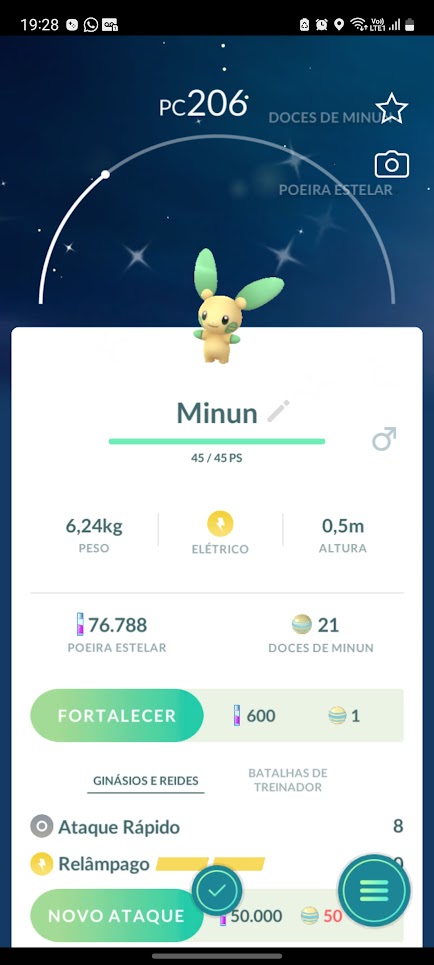 19:28
Vo))
LTE1
PC206
DOCES DE MINUN
POEIRA ESTELAR
Minun
45 / 45 PS
6,24kg
PESO
ELÉTRICO
0,5m
ALTURA
76.788
POEIRA ESTELAR
21
DOCES DE MINUN
FORTALECER
600
1
GINÁSIOS E REIDES
BATALHAS DE
TREINADOR
Ataque Rápido
8
Relâmpago
NOVO ATAQUE
50.000
50